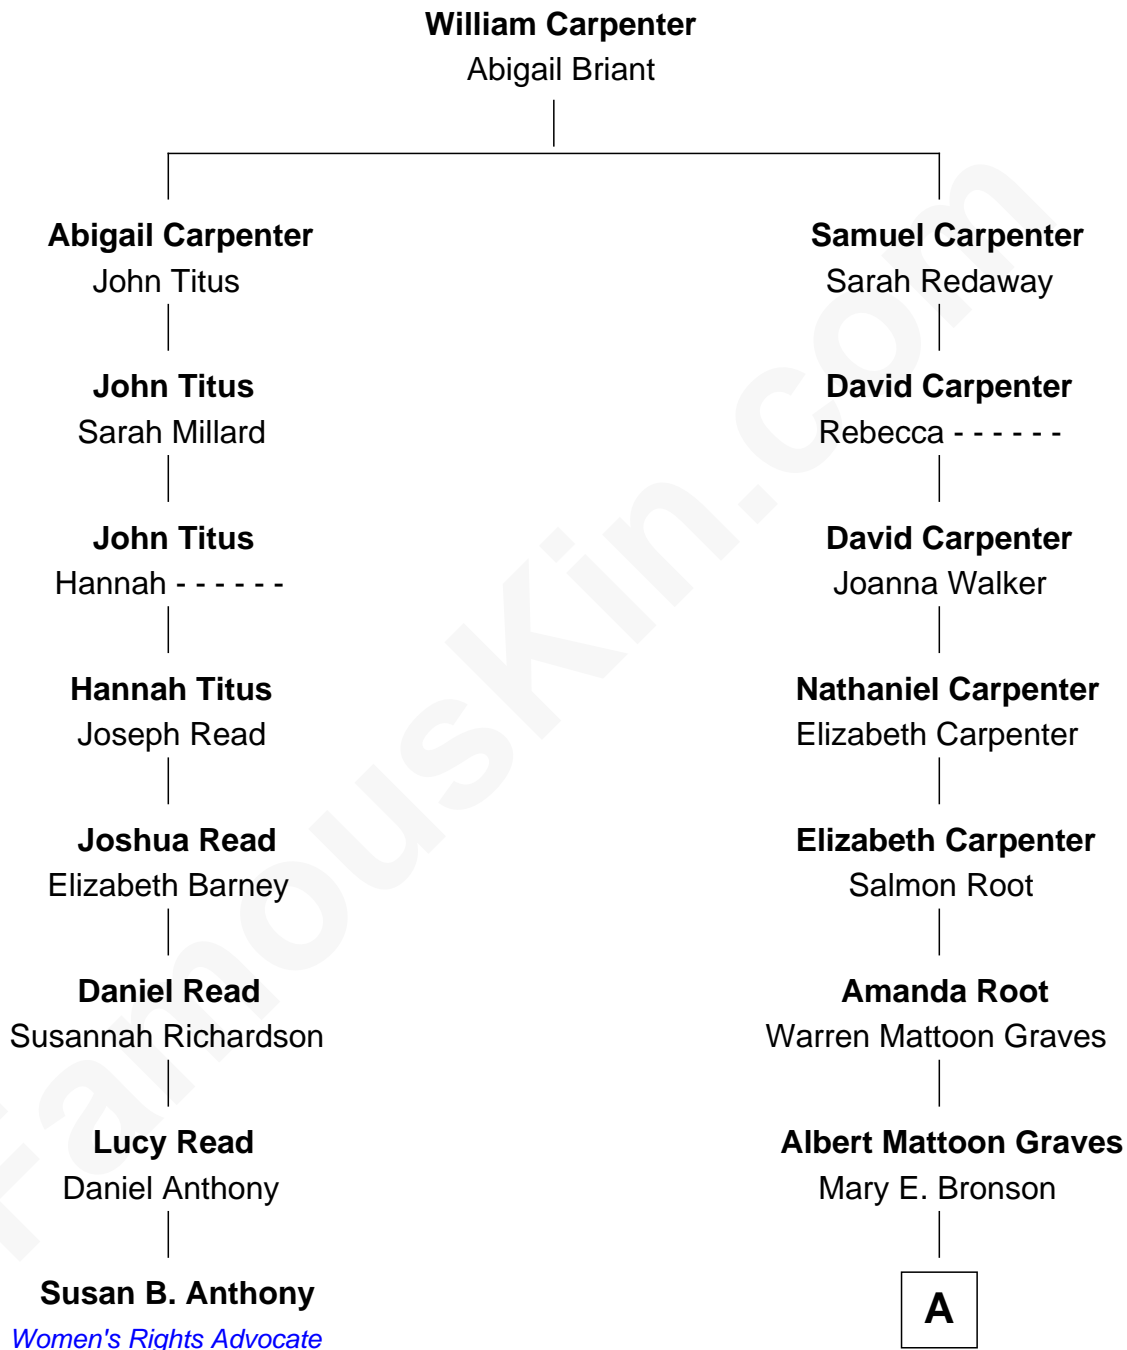 William Carpenter
Abigail Briant
Abigail Carpenter
John Titus
John Titus
Sarah Millard
John Titus
Hannah - - - - - -
Hannah Titus
Joseph Read
Joshua Read
Elizabeth Barney
Daniel Read
Susannah Richardson
Lucy Read
Daniel Anthony
Susan B. Anthony
Women's Rights Advocate
Samuel Carpenter
Sarah Redaway
David Carpenter
Rebecca - - - - - -
David Carpenter
Joanna Walker
Nathaniel Carpenter
Elizabeth Carpenter
Elizabeth Carpenter
Salmon Root
Amanda Root
Warren Mattoon Graves
Albert Mattoon Graves
Mary E. Bronson
A
FamousKin.com